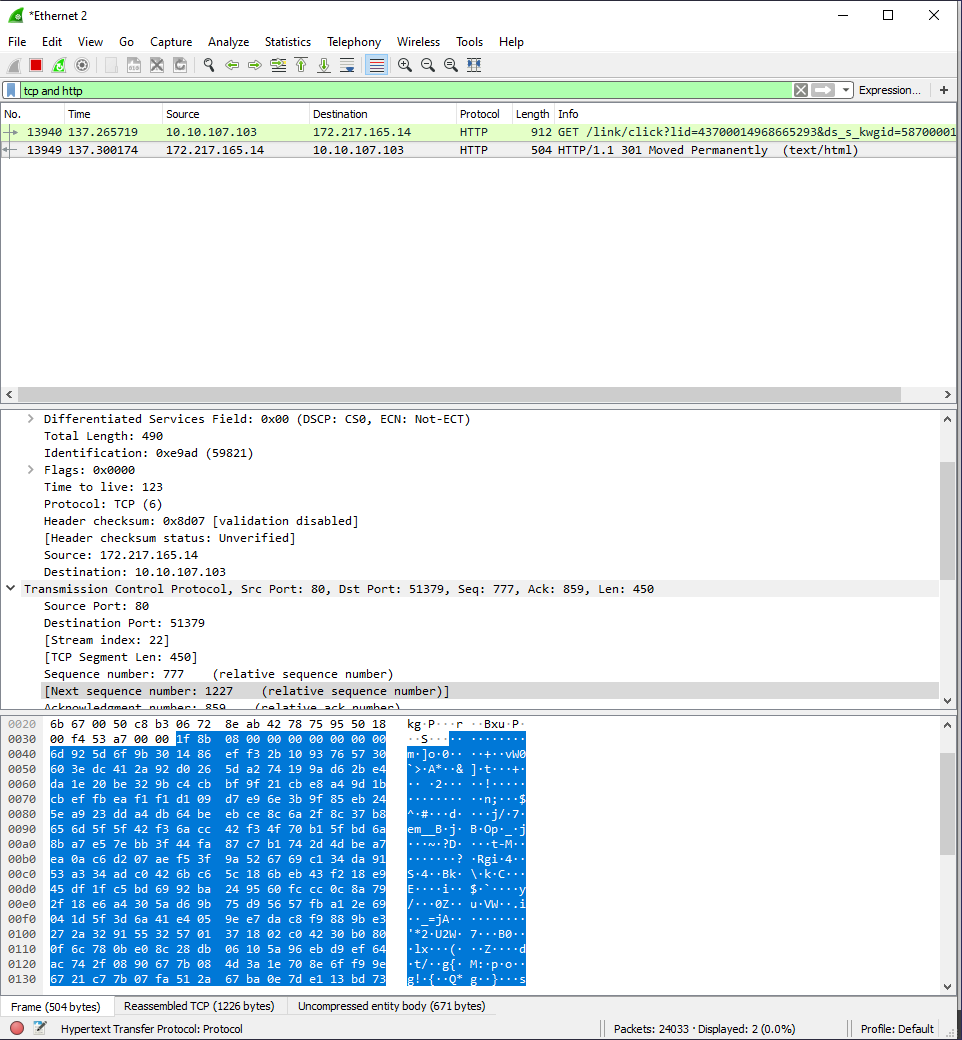 *Ethernet 2
File Edit View Go Capture Analyze Statistics Telephony Wireless Tools Help
tcp and http Expression... +
No. Time Source Destination Protocol Length Info
13940 137.265719 10.10.107.103 172.217.165.14 HTTP 912 GET /link/click?lid=43700014968665293&ds_s_kwgid=58700001
13949 137.300174 172.217.165.14 10.10.107.103 HTTP 504 HTTP/1.1 301 Moved Permanently (text/html)
Differentiated Services Field: 0x00 (DSCP: CS0, ECN: Not-ECT)
Total Length: 490
Identification: 0xe9ad (59821)
Flags: 0x0000
Time to live: 123
Protocol: TCP (6)
Header checksum: 0x8d07 [validation disabled]
[Header checksum status: Unverified]
Source: 172.217.165.14
Destination: 10.10.107.103
Transmission Control Protocol, Src Port: 80, Dst Port: 51379, Seq: 777, Ack: 859, Len: 450
Source Port: 80
Destination Port: 51379
[Stream index: 22]
[TCP Segment Len: 450]
Sequence number: 777 (relative sequence number)
[Next sequence number: 1227 (relative sequence number)]
Acknowledgment number: 859 (relative ack number)
0020 6b 67 00 50 c8 b3 06 72 8e ab 42 78 75 95 50 18 kg·P···r ··Bxu·P·
0030 00 f4 53 a7 00 00 1f 8b 08 00 00 00 00 00 00 00 ··S····· ········
0040 6d 92 5d 6f 9b 30 14 86 ef f3 2b 10 93 76 57 30 m·]o·0·· ··+··vW0
0050 60 3e dc 41 2a 92 d0 26 5d a2 74 19 9a d6 2b e4 `>·A*··& ]·t···+·
0060 da 1e 20 be 32 9b c4 cb bf 9f 21 cb e8 a4 9d 1b ·· ·2··· ··!·····
0070 cb ef fb ea f1 f1 d1 09 d7 e9 6e 3b 9f 85 eb 24 ········ ··n;···$
0080 5e a9 23 dd a4 db 64 be eb ce 8c 6a 2f 8c 37 b8 ^·#···d· ···j/·7·
0090 65 6d 5f 5f 42 f3 6a cc 42 f3 4f 70 b1 5f bd 6a em__B·j· B·Op·_·j
00a0 8b a7 e5 7e bb 3f 44 fa 87 c7 b1 74 2d 4d be a7 ···~·?D· ···t-M··
00b0 ea 0a c6 d2 07 ae f5 3f 9a 52 67 69 c1 34 da 91 ·······? ·Rgi·4··
00c0 53 a3 34 ad c0 42 6b c6 5c 18 6b eb 43 f2 18 e9 S·4··Bk· \·k·C···
00d0 45 df 1f c5 bd 69 92 ba 24 95 60 fc cc 0c 8a 79 E····i·· $·`····y
00e0 2f 18 e6 a4 30 5a d6 9b 75 d9 56 57 fb a1 2e 69 /···0Z·· u·VW··.i
00f0 04 1d 5f 3d 6a 41 e4 05 9e e7 da c8 f9 88 9b e3 ··_=jA·· ········
0100 27 2a 32 91 55 32 57 01 37 18 02 c0 42 30 b0 80 '*2·U2W· 7···B0··
0110 0f 6c 78 0b e0 8c 28 db 06 10 5a 96 eb d9 ef 64 ·lx···(· ··Z····d
0120 ac 74 2f 08 90 67 7b 08 4d 3a 1e 70 8e 6f f9 9e ·t/··g{· M:·p·o··
0130 67 21 c7 7b 07 fa 51 2a 67 ba 0e 7d e1 13 bd 73 g!·{··Q* g··}···s
Frame (504 bytes) Reassembled TCP (1226 bytes) Uncompressed entity body (671 bytes)
Hypertext Transfer Protocol: Protocol Packets: 24033 · Displayed: 2 (0.0%) Profile: Default